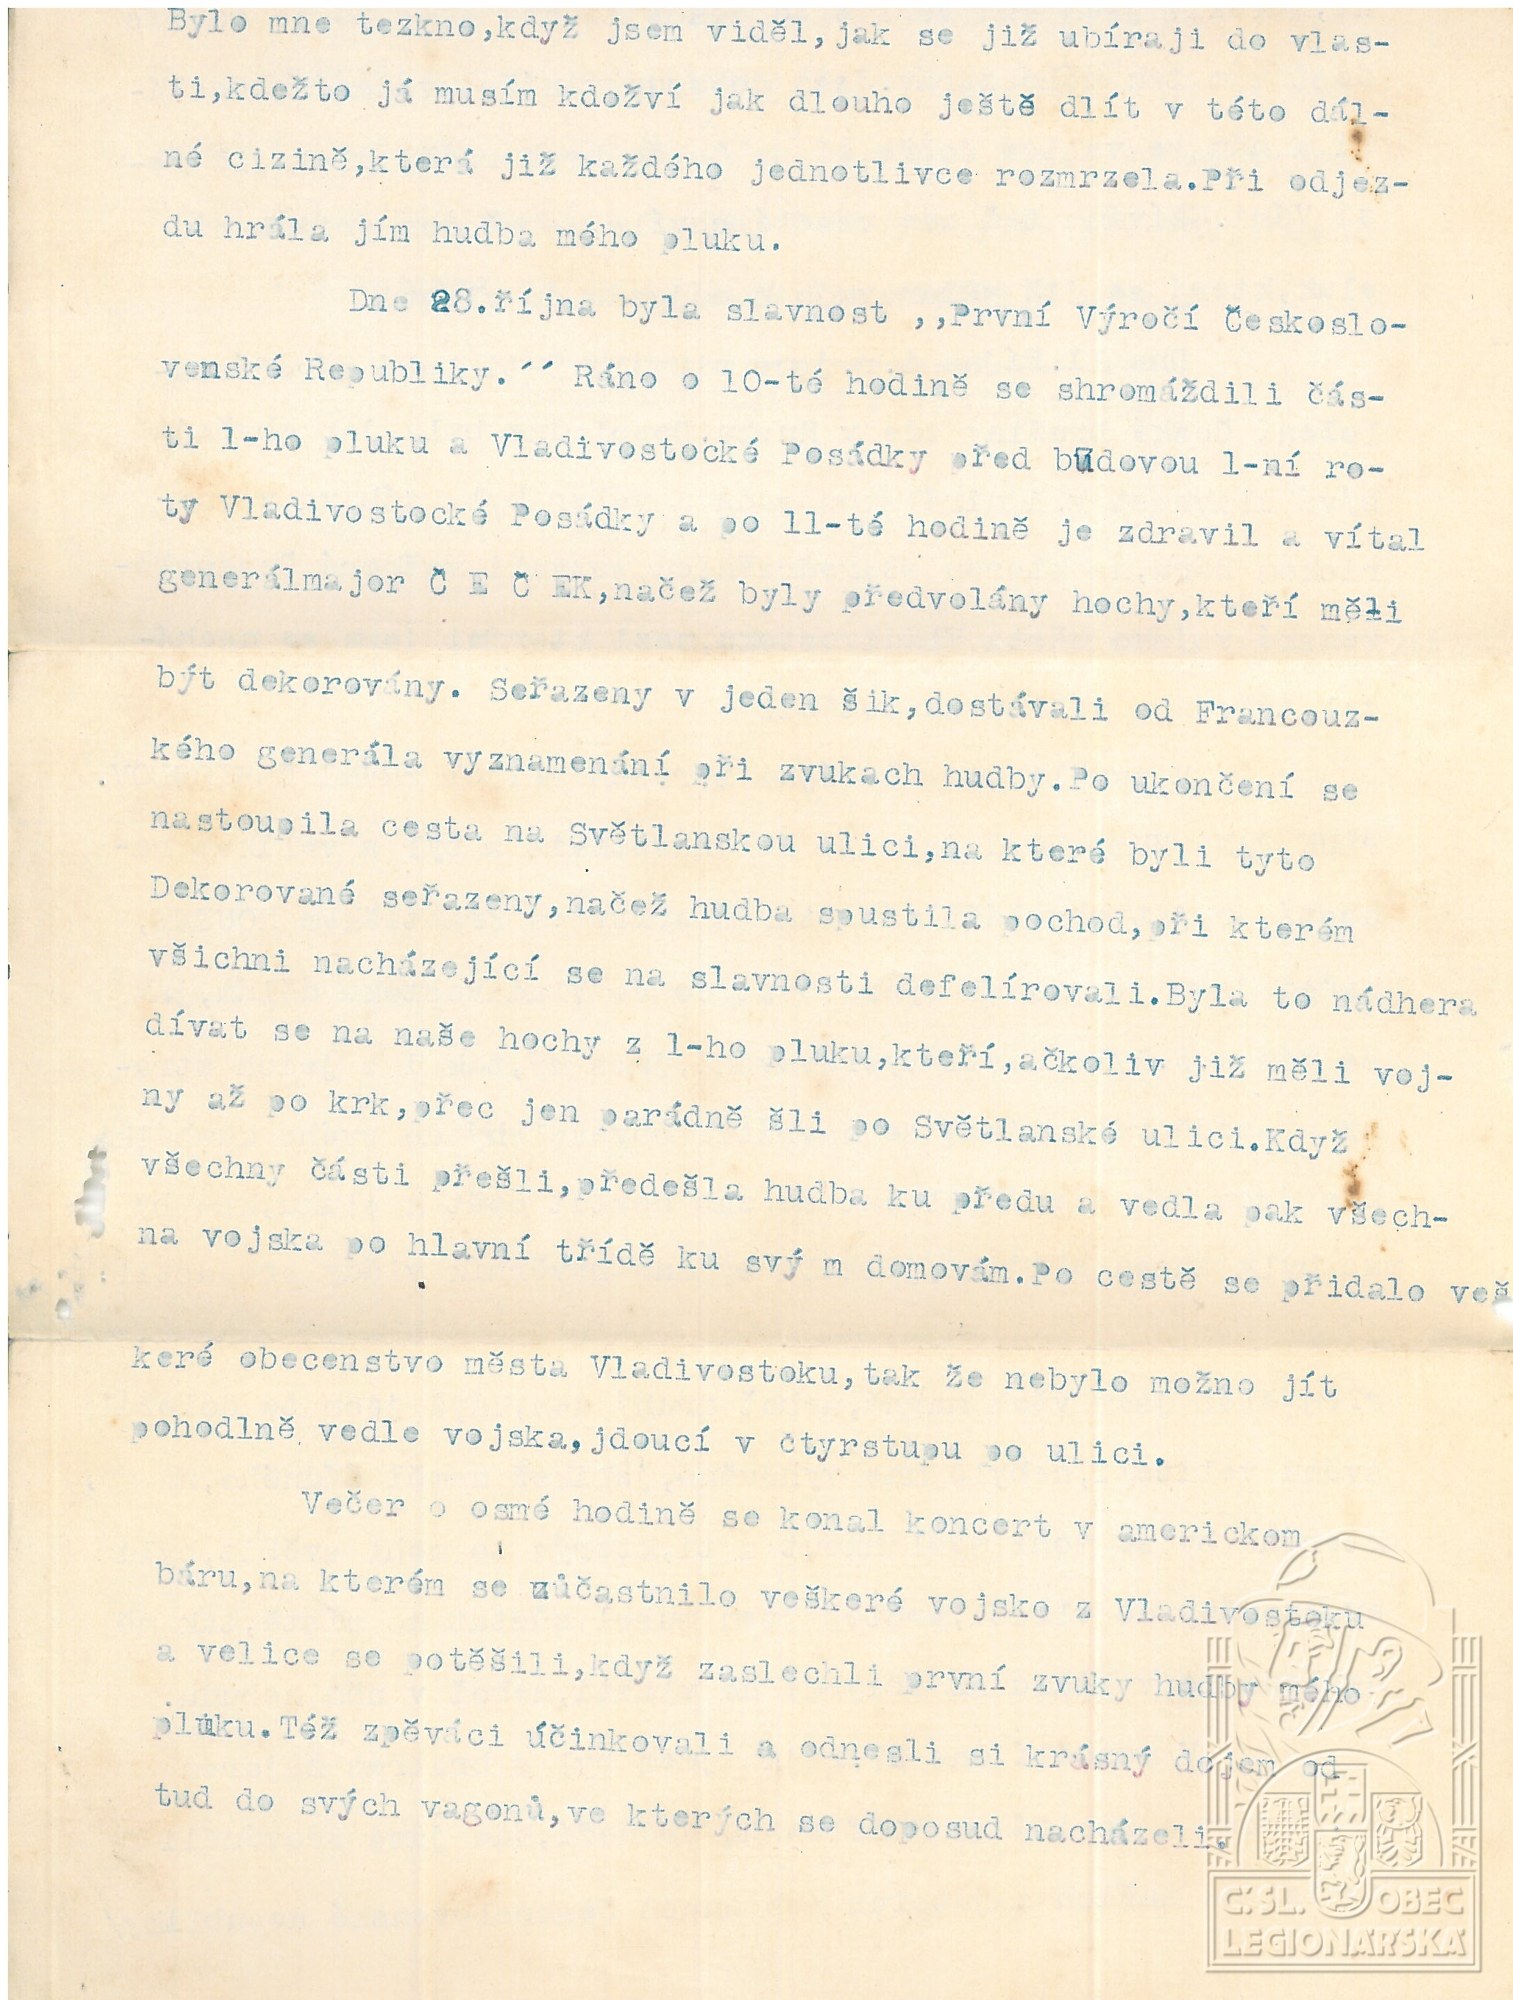 Bylo mne tezkno,když jsem viděl,jak se již ubíraji do vlas-
ti,kdežto já musím kdožví jak dlouho ještě dlít v této dál-
né cizině,která již každého jednotlivce rozmrzela.Při odjez-
du hrála jím hudba mého pluku.
Dne 28.října byla slavnost ,,První Výročí Českoslo-
venské Republiky.´´ Ráno o 10-té hodině se shromáždili čás-
ti 1-ho pluku a Vladivostocké Posádky před budovou 1-ní ro-
ty Vladivostocké Posádky a po 11-té hodině je zdravil a vítal
generálmajor Č E Č EK,načež byly předvolány hochy,kteří měli
být dekorovány. Seřazeny v jeden šik,dostávali od Francouz-
kého generála vyznamenání při zvukach hudby.Po ukončení se
nastoupila cesta na Světlanskou ulici,na které byli tyto
Dekorované seřazeny,načež hudba spustila pochod,při kterém
všichni nacházející se na slavnosti defelírovali.Byla to nádhera
dívat se na naše hochy z 1-ho pluku,kteří,ačkoliv již měli voj-
ny až po krk,přec jen parádně šli po Světlanské ulici.Když
všechny části přešli,předešla hudba ku předu a vedla pak všech-
na vojska po hlavní třídě ku svý m domovám.Po cestě se přidalo veš
keré obecenstvo města Vladivostoku,tak že nebylo možno jít
pohodlně vedle vojska,jdoucí v čtyrstupu po ulici.
Večer o osmé hodině se konal koncert v americkom
báru,na kterém se zůčastnilo veškeré vojsko z Vladivostoku
a velice se potěšili,když zaslechli první zvuky hudby mého
pluku.Též zpěváci účinkovali a odnesli si krásný dojem od
tud do svých vagonů,ve kterých se doposud nacházeli.
Č.SL. OBEC
LEGIONÁŘSKÁ